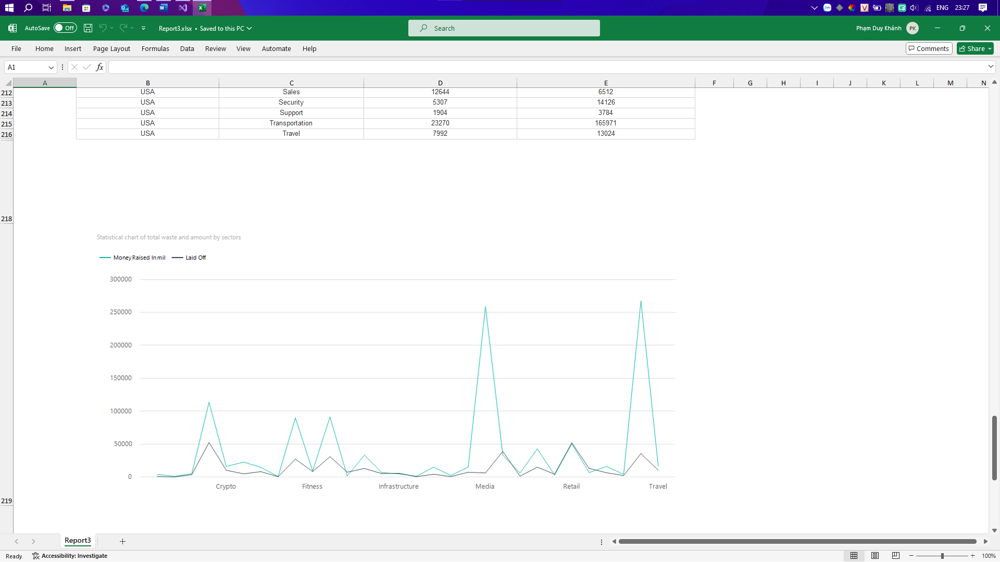 ENG 23:27
AutoSave Off Report3.xlsx • Saved to this PC Search Phạm Duy Khánh PK
File Home Insert Page Layout Formulas Data Review View Automate Help Comments Share
A1 fx
A B C D E F G H I J K L M N
212 USA Sales 12644 6512
213 USA Security 5307 14126
214 USA Support 1904 3784
215 USA Transportation 23270 165971
216 USA Travel 7992 13024
218
Statistical chart of total waste and amount by sectors
Money Raised In mil Laid Off
300000
250000
200000
150000
100000
50000
0
Crypto Fitness Infrastructure Media Retail Travel
219
Report3
Ready Accessibility: Investigate 100%